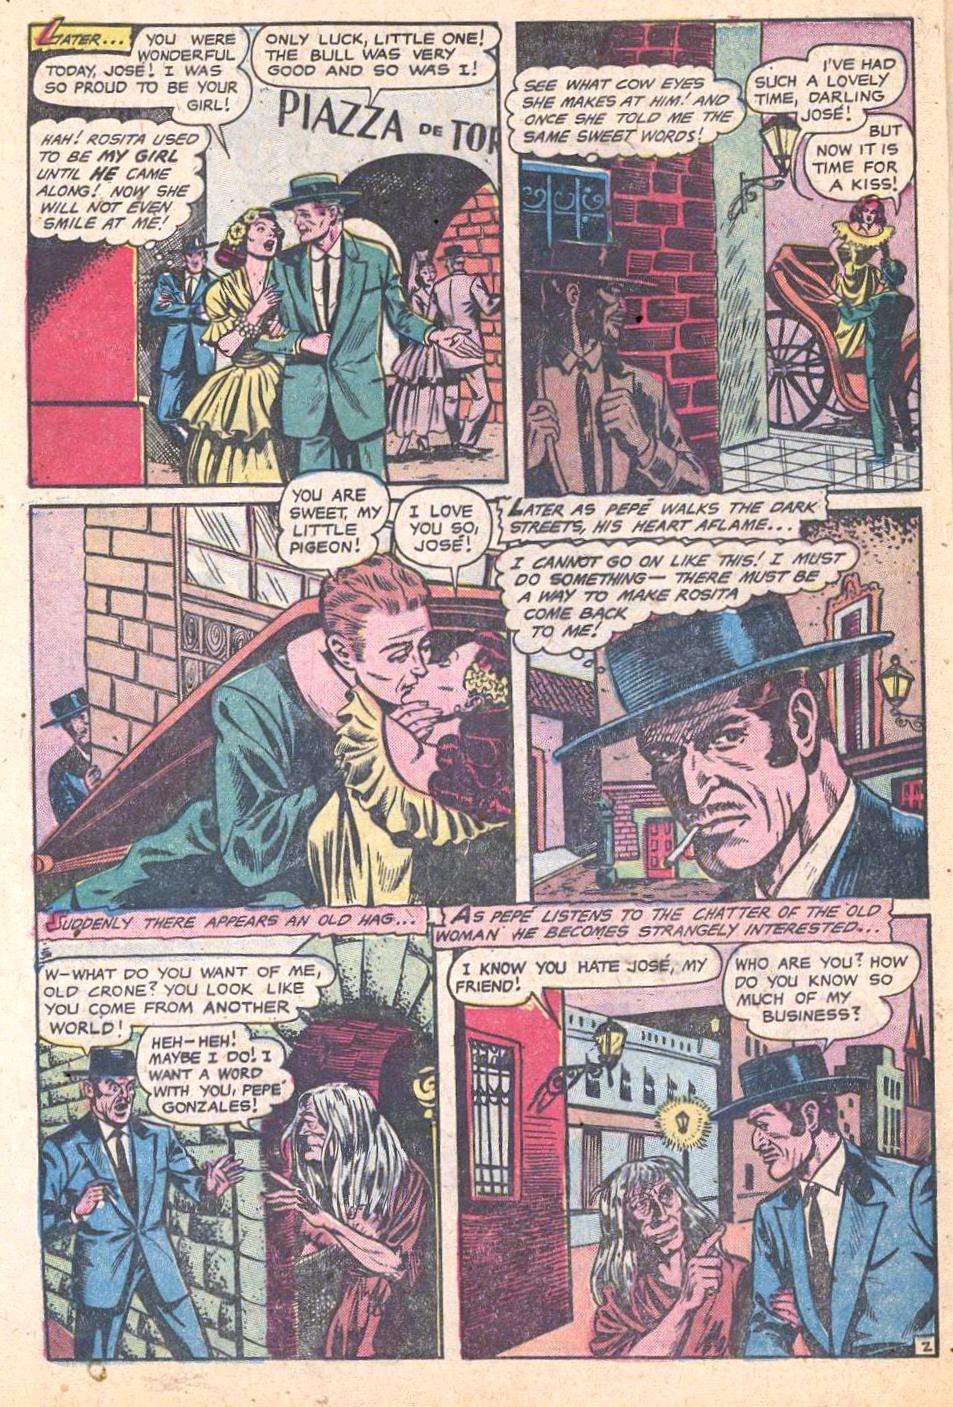 LATER...
YOU WERE
WONDERFUL
TODAY, JOSÉ! I WAS
SO PROUD TO BE YOUR
GIRL!
ONLY LUCK, LITTLE ONE!
THE BULL WAS VERY
GOOD AND SO WAS I!
HAH! ROSITA USED
TO BE MY GIRL
UNTIL HE CAME
ALONG! NOW SHE
WILL NOT EVEN
SMILE AT ME!
PIAZZA DE TOR
SEE WHAT COW EYES
SHE MAKES AT HIM! AND
ONCE SHE TOLD ME THE
SAME SWEET WORDS!
I'VE HAD
SUCH A LOVELY
TIME, DARLING
JOSÉ!
BUT
NOW IT IS
TIME FOR
A KISS!
YOU ARE
SWEET, MY
LITTLE
PIGEON!
I LOVE
YOU SO,
JOSÉ!
LATER AS PEPÉ WALKS THE DARK
STREETS, HIS HEART AFLAME...
I CANNOT GO ON LIKE THIS! I MUST
DO SOMETHING— THERE MUST BE
A WAY TO MAKE ROSITA
COME BACK
TO ME!
SUDDENLY THERE APPEARS AN OLD HAG...
W-WHAT DO YOU WANT OF ME,
OLD CRONE? YOU LOOK LIKE
YOU COME FROM ANOTHER
WORLD!
HEH-HEH!
MAYBE I DO! I
WANT A WORD
WITH YOU, PEPÉ
GONZALES!
AS PEPÉ LISTENS TO THE CHATTER OF THE OLD
WOMAN HE BECOMES STRANGELY INTERESTED...
I KNOW YOU HATE JOSÉ, MY
FRIEND!
WHO ARE YOU? HOW
DO YOU KNOW SO
MUCH OF MY
BUSINESS?
2